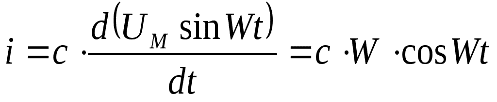 i = c · d(U_M sin Wt) / dt = c · W · cos Wt